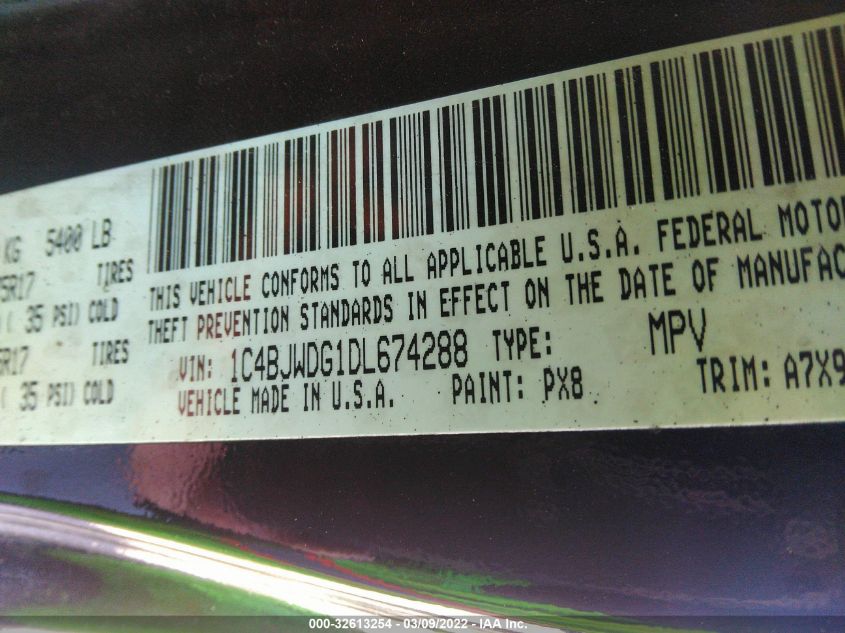 KG 5400 LB
5R17 TIRES
( 35 PSI) COLD
5R17 TIRES
( 35 PSI) COLD
THIS VEHICLE CONFORMS TO ALL APPLICABLE U.S.A. FEDERAL MOTO
THEFT PREVENTION STANDARDS IN EFFECT ON THE DATE OF MANUFAC
VIN: 1C4BJWDG1DL674288 TYPE: MPV
VEHICLE MADE IN U.S.A. PAINT: PX8 TRIM: A7X9
000-32613254 - 03/09/2022 - IAA Inc.